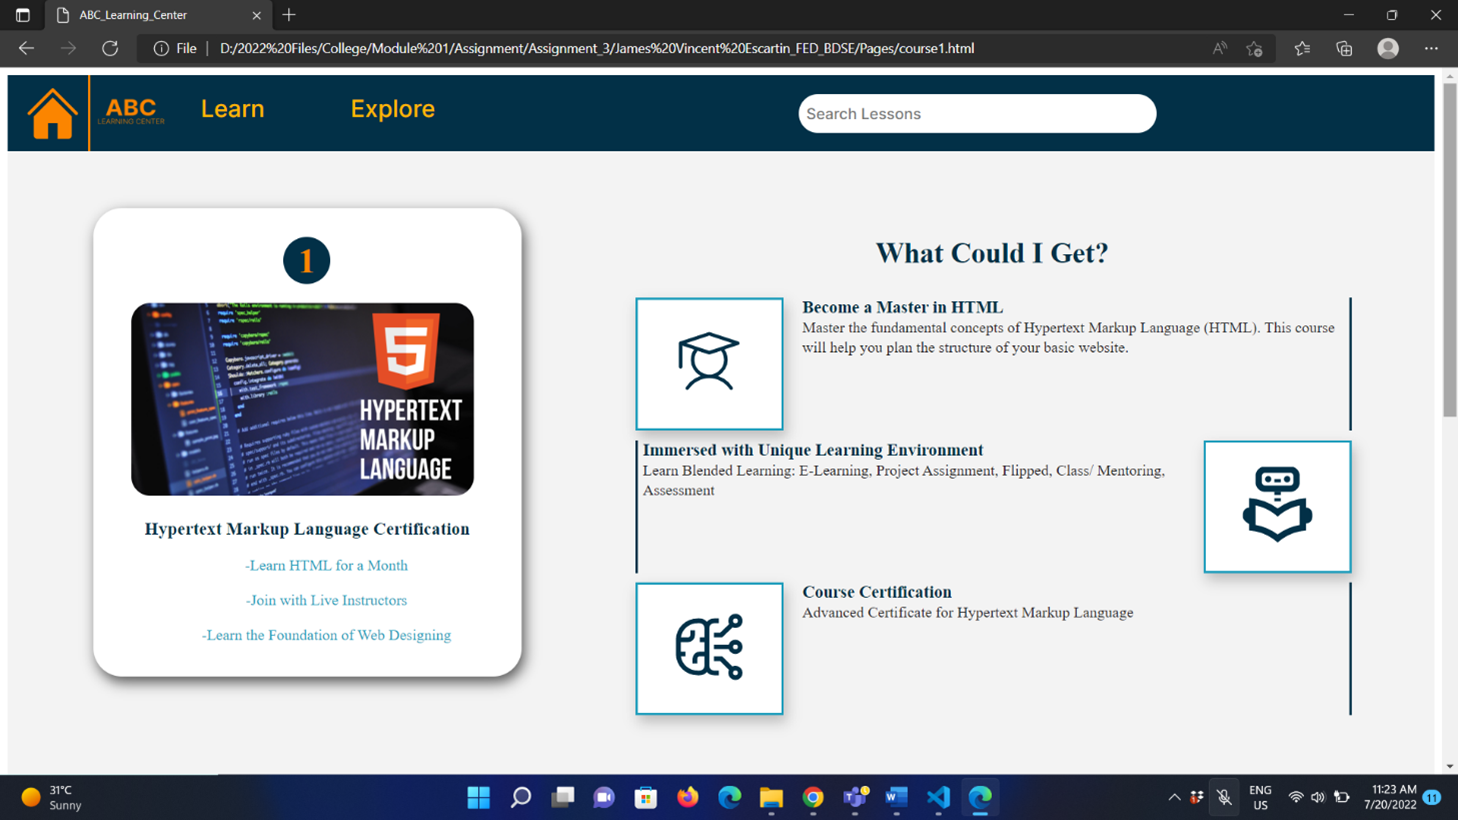 ABC_Learning_Center
File
D:/2022%20Files/College/Module%201/Assignment/Assignment_3/James%20Vincent%20Escartin_FED_BDSE/Pages/course1.html
ABC
LEARNING CENTER
Learn
Explore
Search Lessons
1
HYPERTEXT
MARKUP
LANGUAGE
Hypertext Markup Language Certification
-Learn HTML for a Month
-Join with Live Instructors
-Learn the Foundation of Web Designing
What Could I Get?
Become a Master in HTML
Master the fundamental concepts of Hypertext Markup Language (HTML). This course
will help you plan the structure of your basic website.
Immersed with Unique Learning Environment
Learn Blended Learning: E-Learning, Project Assignment, Flipped, Class/ Mentoring,
Assessment
Course Certification
Advanced Certificate for Hypertext Markup Language
31°C
Sunny
ENG
US
11:23 AM
7/20/2022
11